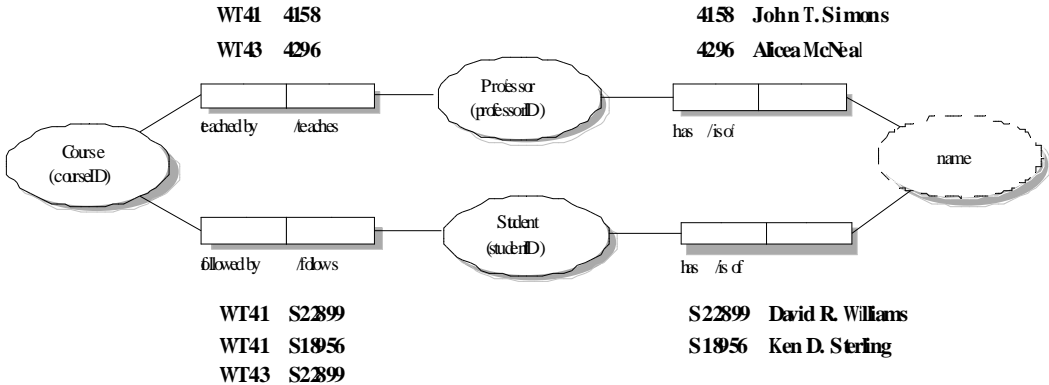 WT41 4158
WT43 4296
4158 John T. Simons
4296 Alicea McNeal
Professor
(professorID)
teached by /teaches
has /is of
Course
(courseID)
name
Student
(studentID)
followed by /follows
has /is of
WT41 S22899
WT41 S18956
WT43 S22899
S22899 David R. Williams
S18956 Ken D. Sterling